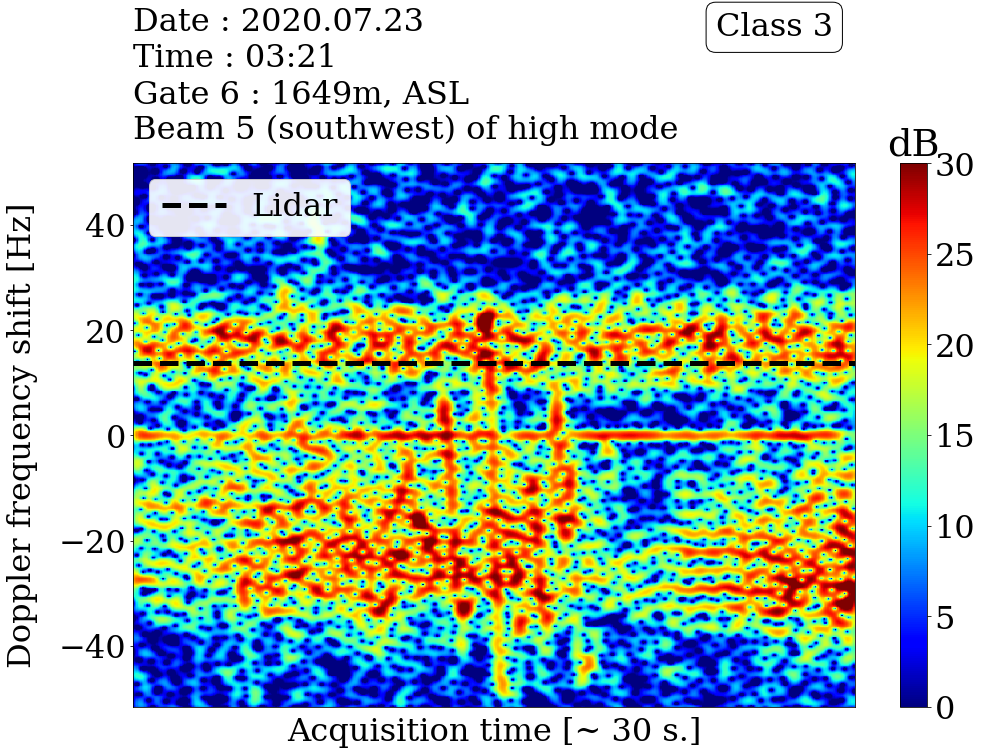 Date : 2020.07.23
Time : 03:21
Gate 6 : 1649m, ASL
Beam 5 (southwest) of high mode
Class 3
dB
Lidar
Doppler frequency shift [Hz]
40
20
0
−20
−40
Acquisition time [~ 30 s.]
30
25
20
15
10
5
0